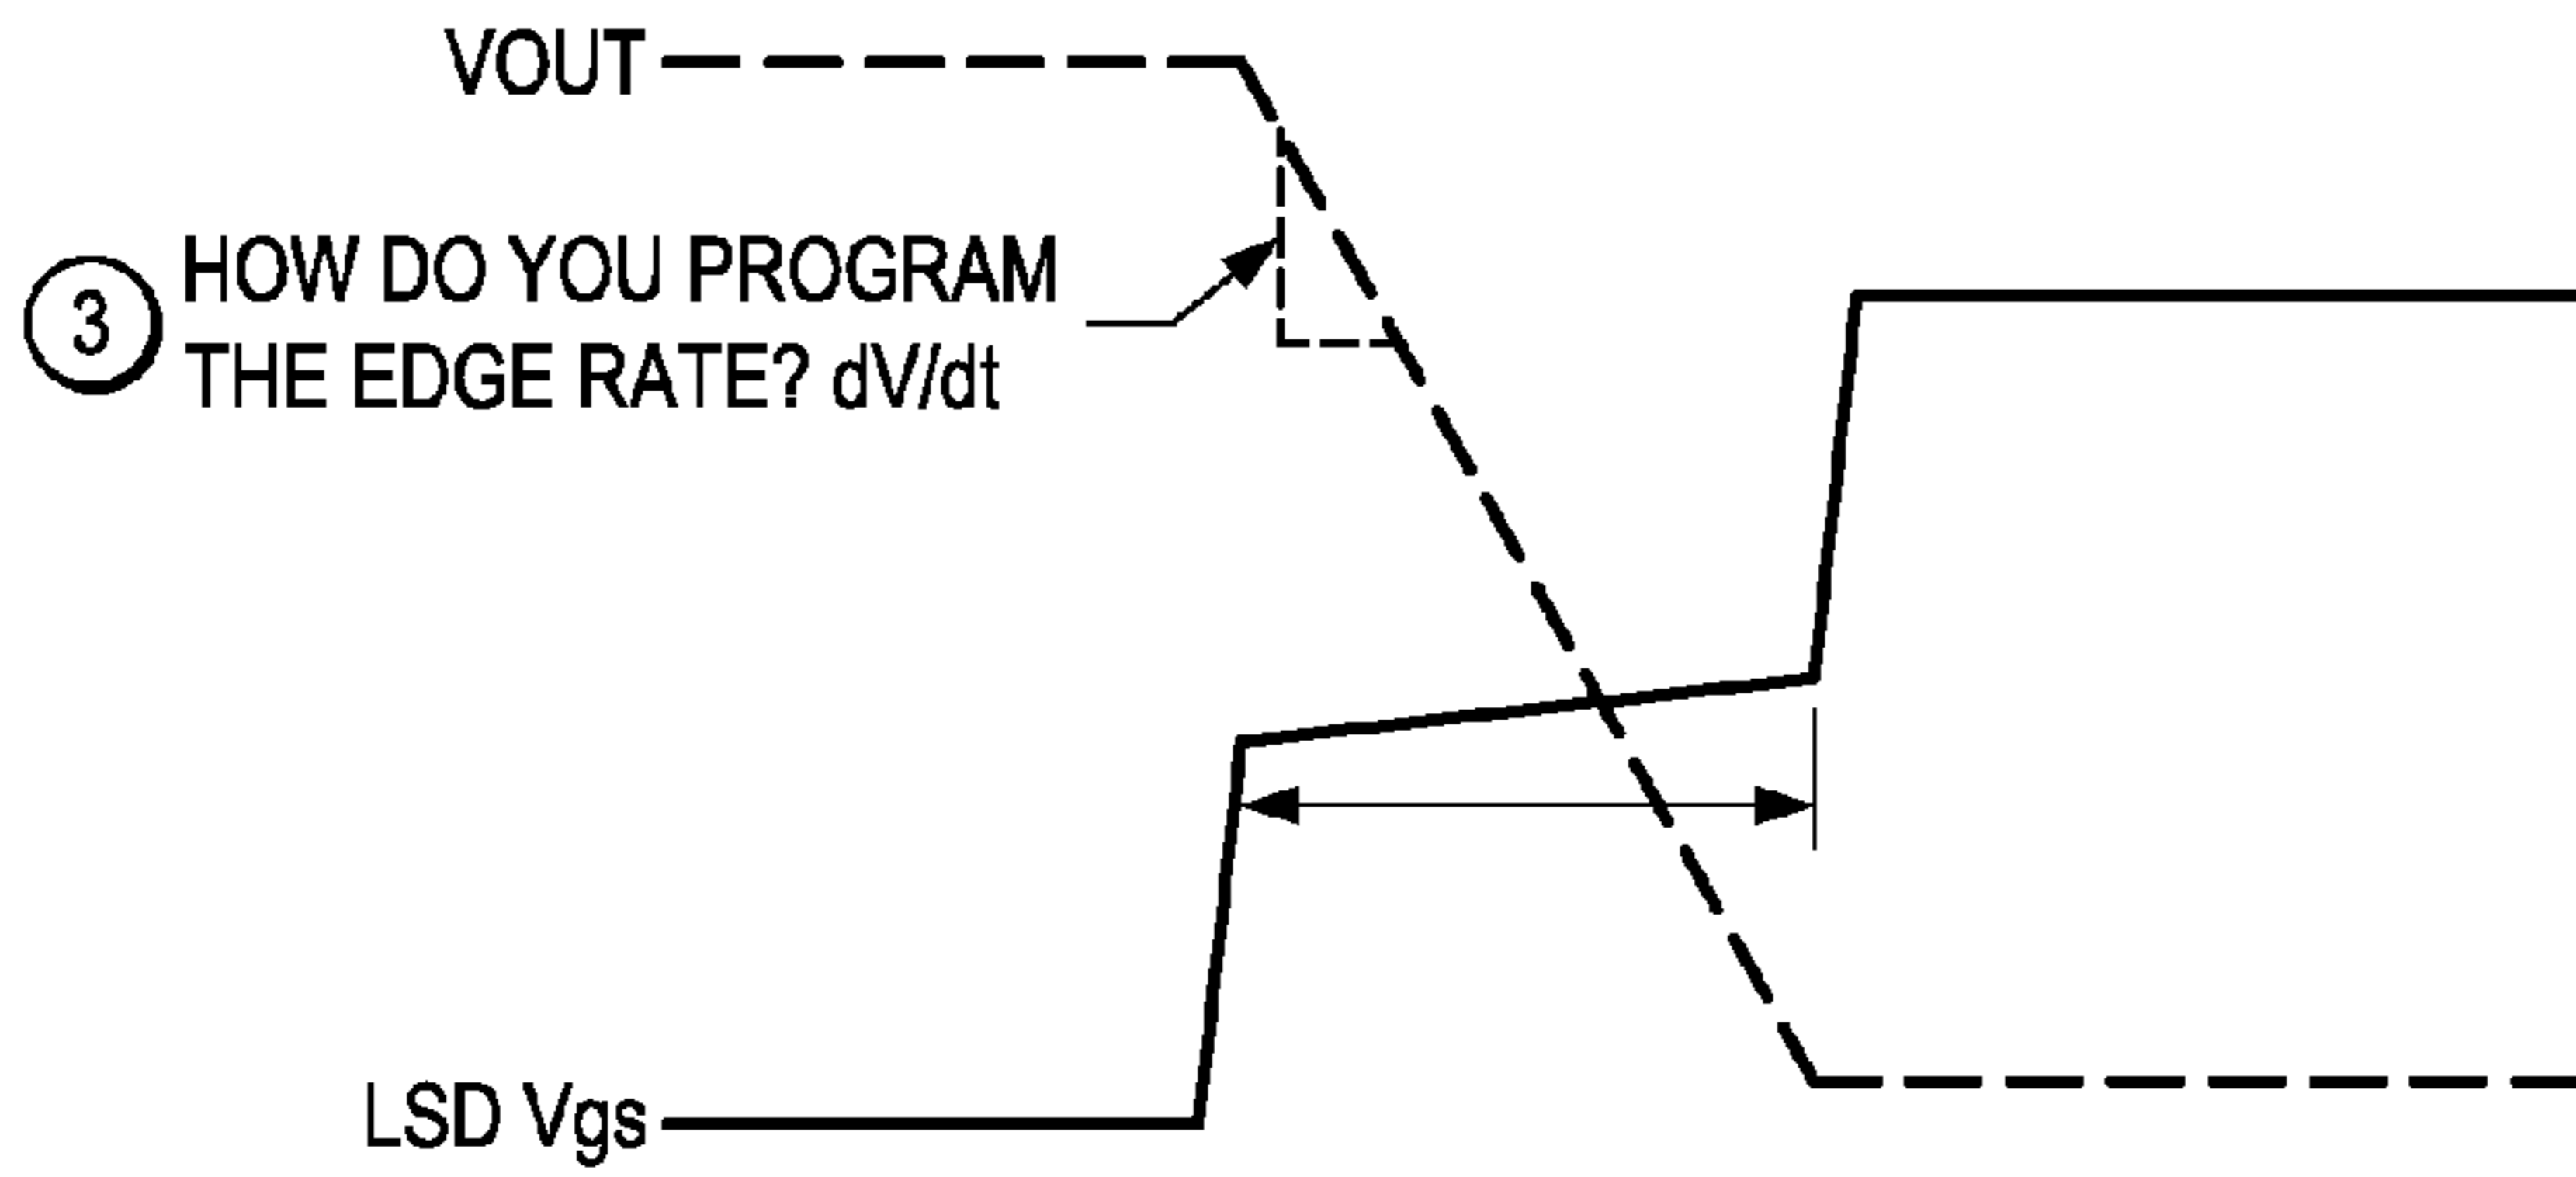 VOUT
3
HOW DO YOU PROGRAM
THE EDGE RATE? dV/dt
LSD Vgs